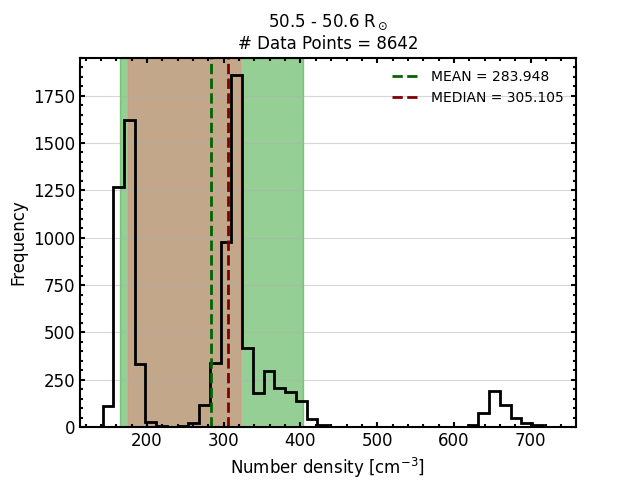 50.5 - 50.6 R⊙
# Data Points = 8642
MEAN = 283.948
MEDIAN = 305.105
1750
1500
1250
1000
750
500
250
0
Frequency
200 300 400 500 600 700
Number density [cm⁻³]